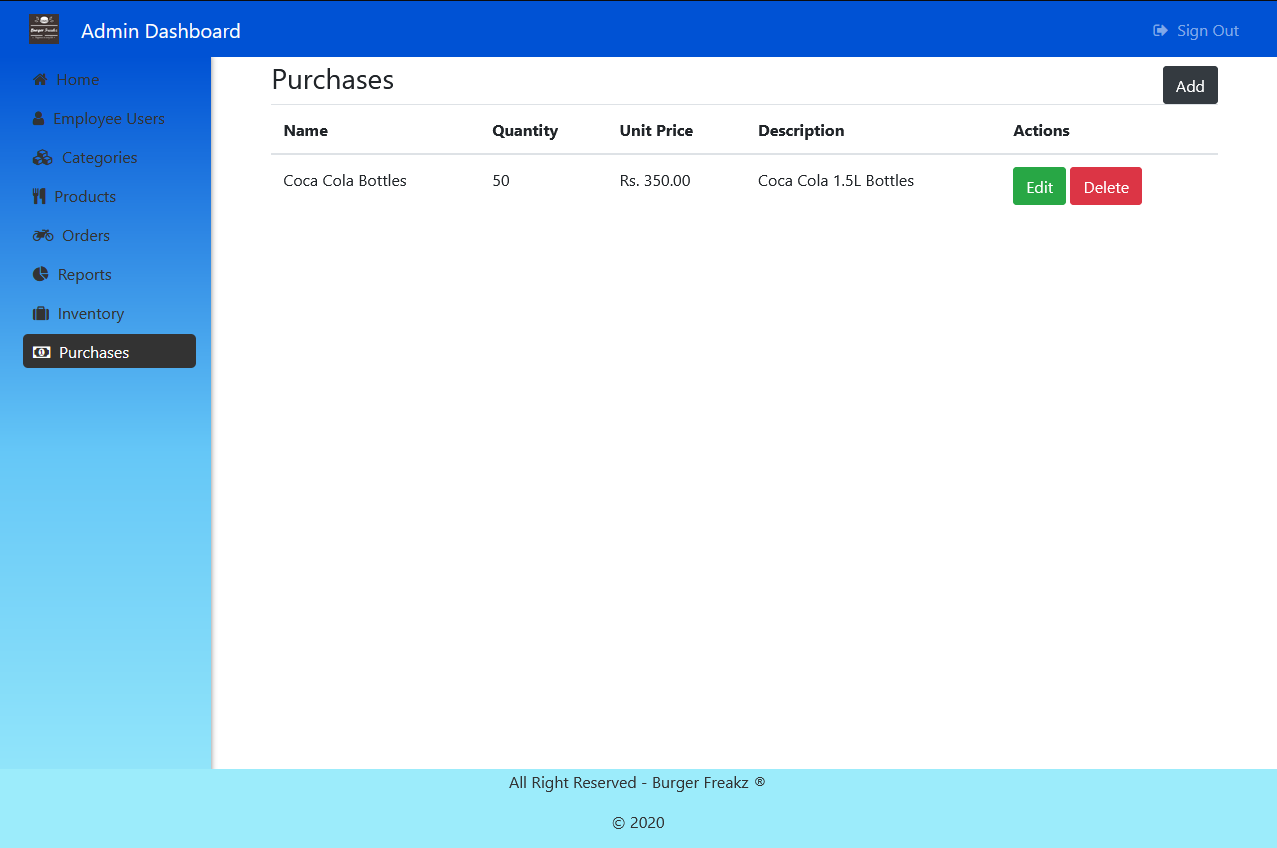 Burger Freakz
Admin Dashboard
Sign Out
Home
Employee Users
Categories
Products
Orders
Reports
Inventory
Purchases
Purchases
Add
Name Quantity Unit Price Description Actions
Coca Cola Bottles 50 Rs. 350.00 Coca Cola 1.5L Bottles Edit Delete
All Right Reserved - Burger Freakz ®
© 2020